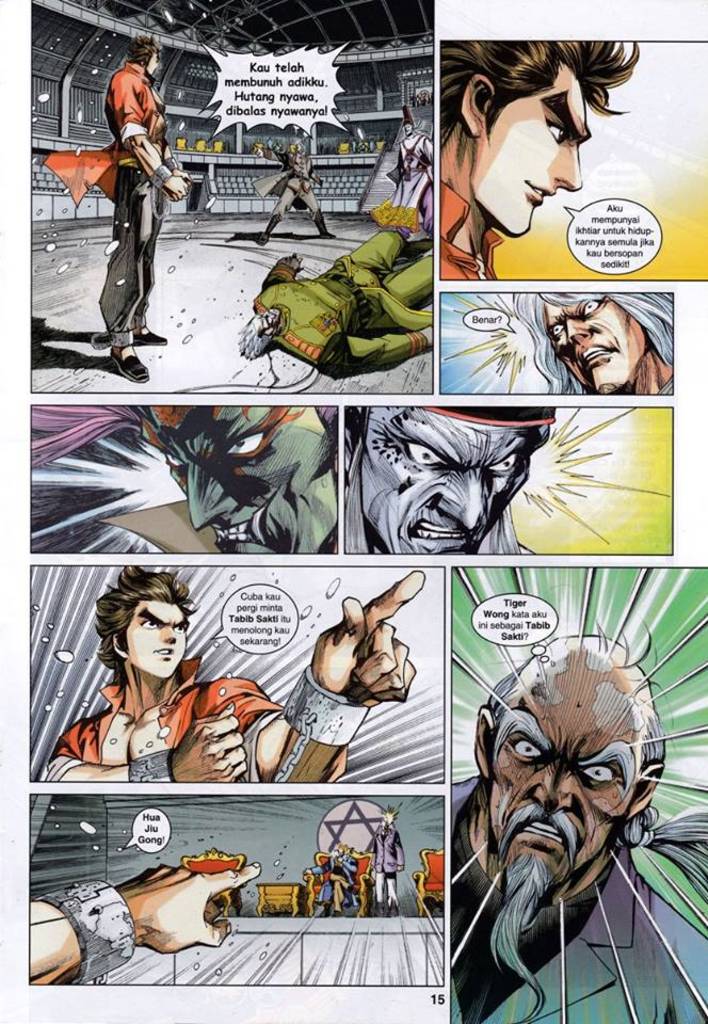 Kau telah
membunuh adikku.
Hutang nyawa,
dibalas nyawanya!
Aku
mempunyai
ikhtiar untuk hidup-
kannya semula jika
kau bersopan
sedikit!
Benar?
Cuba kau
pergi minta
Tabib Sakti itu
menolong kau
sekarang!
Tiger
Wong kata aku
ini sebagai Tabib
Sakti?
Hua
Jiu
Gong!
15